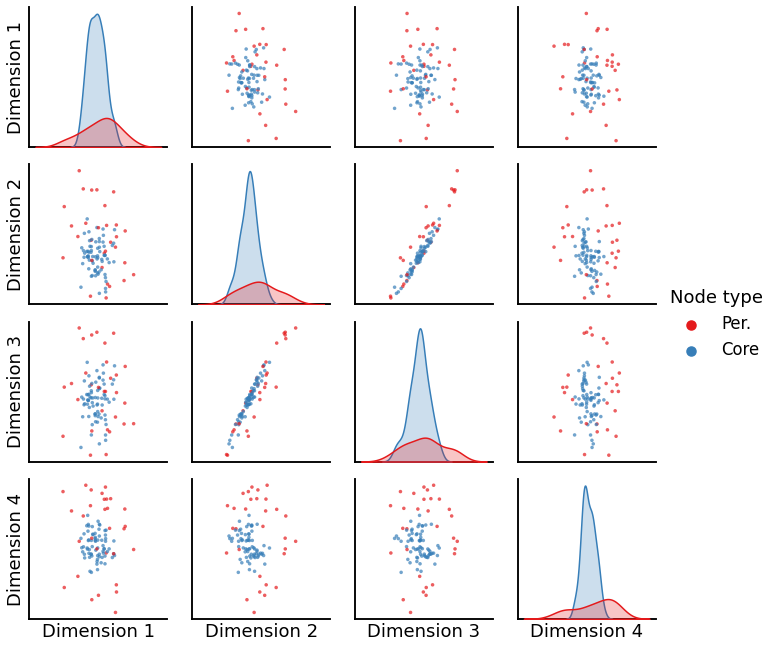 Dimension 1
Dimension 2
Dimension 3
Dimension 4
Dimension 1
Dimension 2
Dimension 3
Dimension 4
Node type
Per.
Core